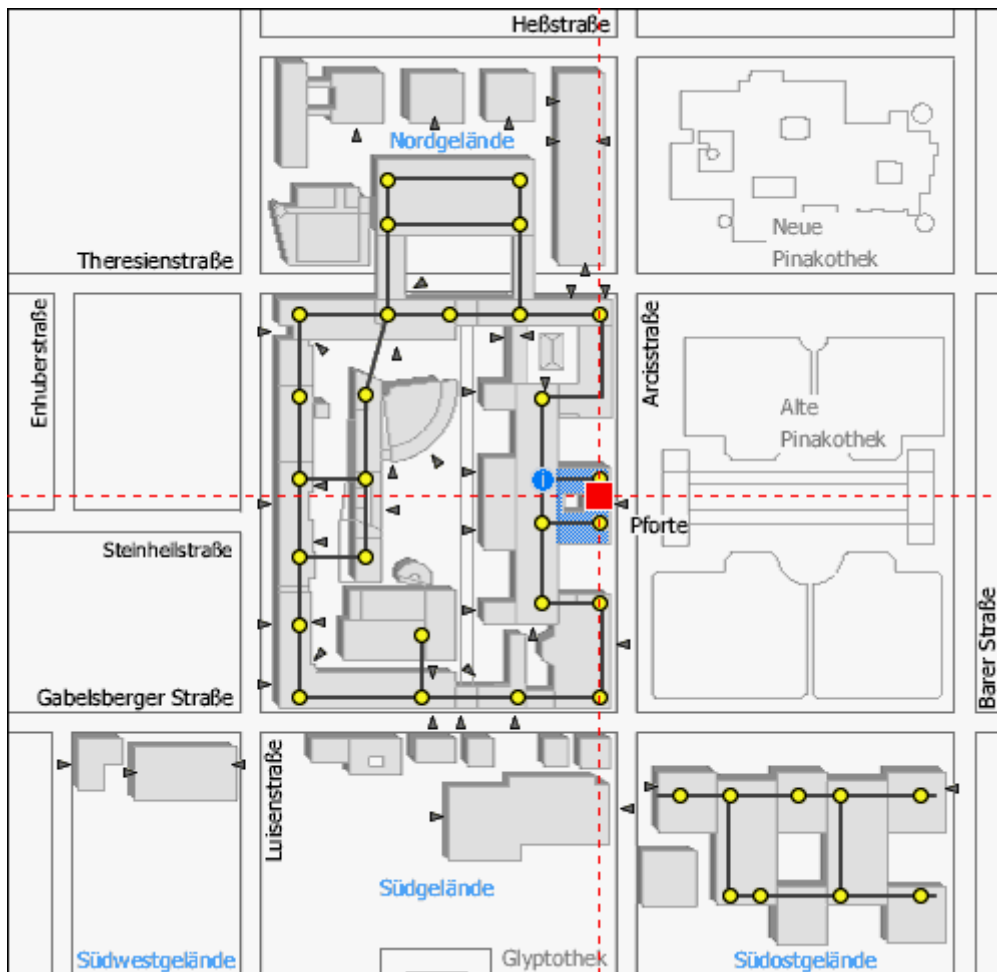 Heßstraße
Nordgelände
Neue
Pinakothek
Theresienstraße
Enhuberstraße
Arcisstraße
Alte
Pinakothek
i
Pforte
Steinheilstraße
Gabelsberger Straße
Barer Straße
Luisenstraße
Südgelände
Südwestgelände
Glyptothek
Südostgelände